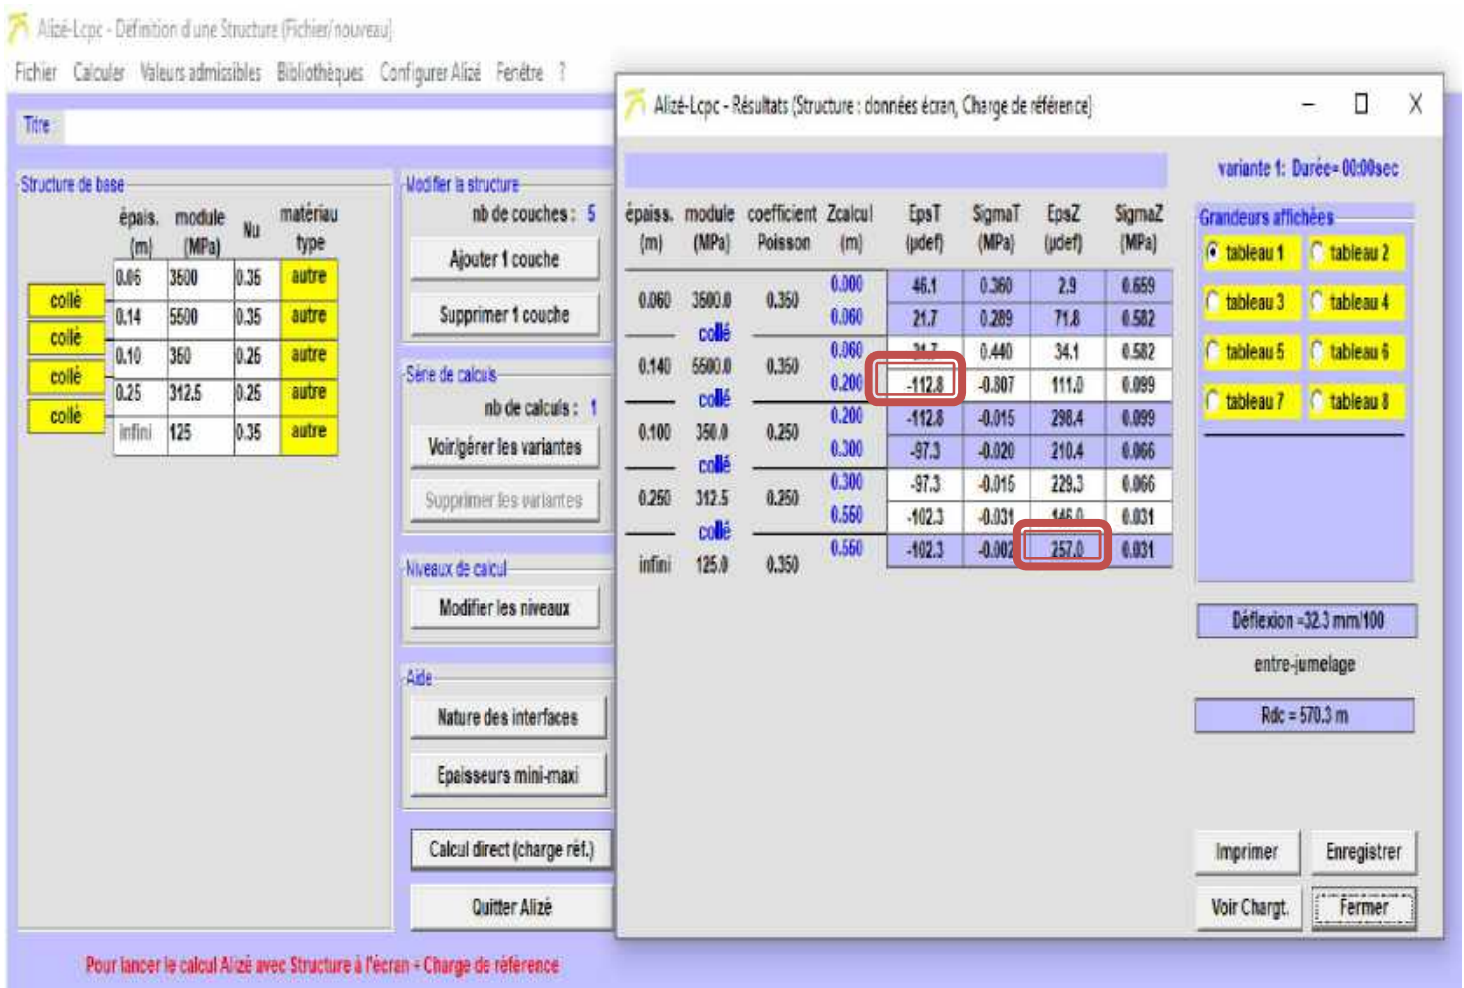 Alizé-Lcpc - Définition d'une Structure (Fichier/nouveau)
Fichier Calculer Valeurs admissibles Bibliothèques Configurer Alizé Fenêtre ?
Titre
Structure de base
épais. (m) module (MPa) Nu matériau type
0.06 3500 0.35 autre
collé
0.14 5500 0.35 autre
collé
0.10 350 0.25 autre
collé
0.25 312.5 0.25 autre
collé
infini 125 0.35 autre
Modifier la structure
nb de couches : 5
Ajouter 1 couche
Supprimer 1 couche
Série de calculs
nb de calculs : 1
Voir/gérer les variantes
Supprimer les variantes
Niveaux de calcul
Modifier les niveaux
Aide
Nature des interfaces
Epaisseurs mini-maxi
Calcul direct (charge réf.)
Quitter Alizé
Pour lancer le calcul Alizé avec Structure à l'écran + Charge de référence
Alizé-Lcpc - Résultats (Structure : données écran, Charge de référence)
variante 1: Durée= 00:00sec
épaiss. module coefficient Zcalcul EpsT SigmaT EpsZ SigmaZ
(m) (MPa) Poisson (m) (µdef) (MPa) (µdef) (MPa)
0.000 46.1 0.360 2.9 0.659
0.060 3500.0 0.350
0.060 21.7 0.289 71.8 0.582
collé
0.060 0.440 34.1 0.582
0.140 5500.0 0.350
0.200 -112.8 -0.807 111.0 0.099
collé
0.200 -112.8 -0.015 298.4 0.099
0.100 350.0 0.250
0.300 -97.3 -0.020 210.4 0.066
collé
0.300 -97.3 -0.015 229.3 0.066
0.250 312.5 0.250
0.550 -102.3 -0.031 146.0 0.031
collé
0.550 -102.3 -0.002 257.0 0.031
infini 125.0 0.350
Grandeurs affichées
tableau 1 tableau 2
tableau 3 tableau 4
tableau 5 tableau 6
tableau 7 tableau 8
Déflexion =32.3 mm/100
entre-jumelage
Rdc = 570.3 m
Imprimer Enregistrer
Voir Chargt. Fermer